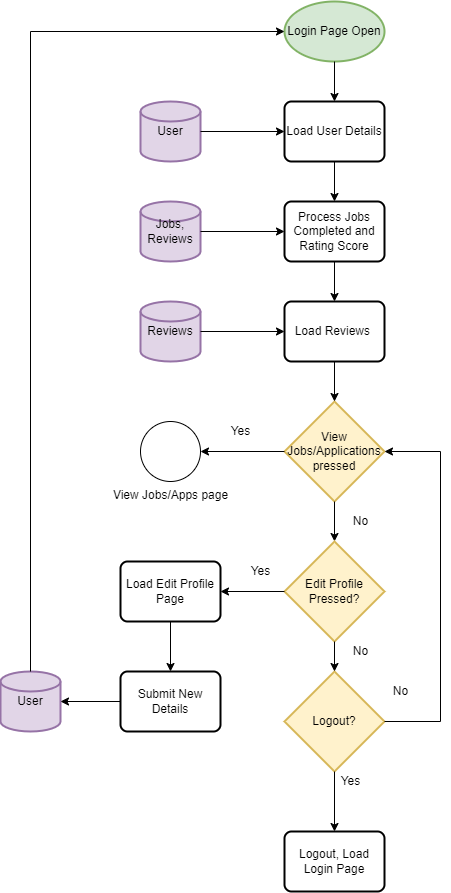 Login Page Open
User
Load User Details
Jobs,
Reviews
Process Jobs
Completed and
Rating Score
Reviews
Load Reviews
Yes
View
Jobs/Applications
pressed
View Jobs/Apps page
No
Load Edit Profile
Page
Yes
Edit Profile
Pressed?
No
User
Submit New
Details
No
Logout?
Yes
Logout, Load
Login Page